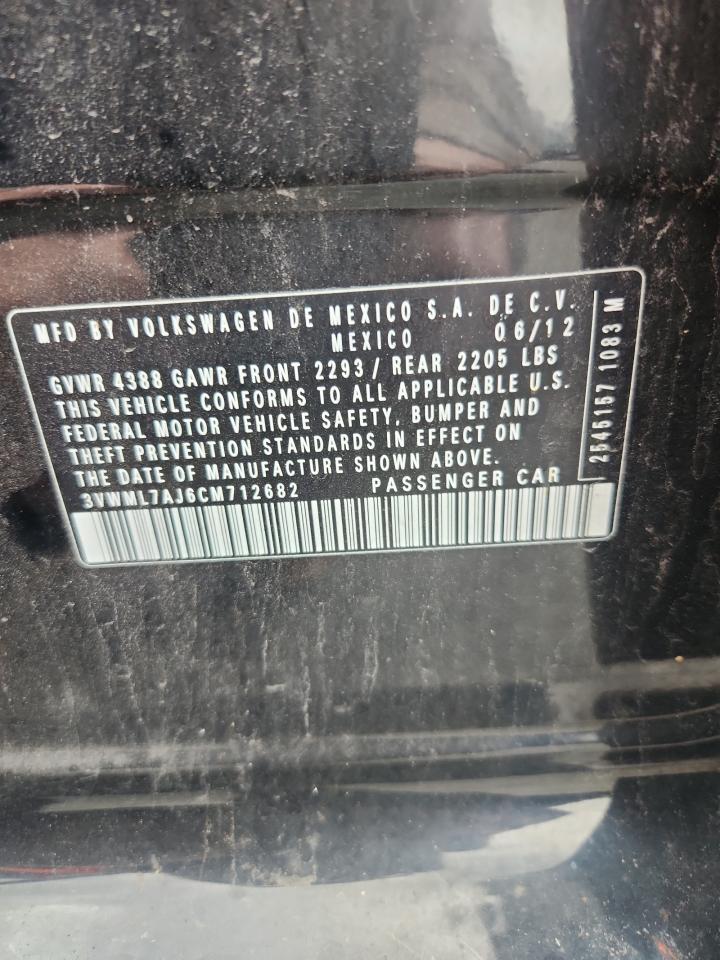 MFD BY VOLKSWAGEN DE MEXICO S.A. DE C.V.
MEXICO 06/12
GVWR 4388 GAWR FRONT 2293 / REAR 2205 LBS
THIS VEHICLE CONFORMS TO ALL APPLICABLE U.S.
FEDERAL MOTOR VEHICLE SAFETY, BUMPER AND
THEFT PREVENTION STANDARDS IN EFFECT ON
THE DATE OF MANUFACTURE SHOWN ABOVE.
3VWML7AJ6CM712682 PASSENGER CAR
2545157 1083 M